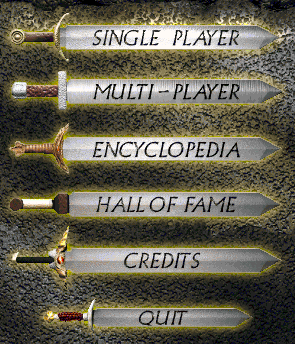 SINGLE PLAYER
MULTI-PLAYER
ENCYCLOPEDIA
HALL OF FAME
CREDITS
QUIT